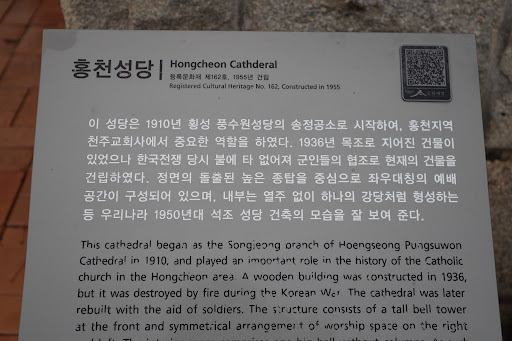 홍천성당
Hongcheon Cathderal
등록문화재 제162호, 1955년 건립
Registered Cultural Heritage No. 162, Constructed in 1955
이 성당은 1910년 횡성 풍수원성당의 송정공소로 시작하여, 홍천지역
천주교회사에서 중요한 역할을 하였다. 1936년 목조로 지어진 건물이
있었으나 한국전쟁 당시 불에 타 없어져 군인들의 협조로 현재의 건물을
건립하였다. 정면의 돌출된 높은 종탑을 중심으로 좌우대칭의 예배
공간이 구성되어 있으며, 내부는 열주 없이 하나의 강당처럼 형성하는
등 우리나라 1950년대 석조 성당 건축의 모습을 잘 보여 준다.
This cathedral began as the Songjeong branch of Hoengseong Pungsuwon
Cathedral in 1910, and played an important role in the history of the Catholic
church in the Hongcheon area. A wooden building was constructed in 1936,
but it was destroyed by fire during the Korean War. The cathedral was later
rebuilt with the aid of soldiers. The structure consists of a tall bell tower
at the front and symmetrical arrangement of worship space on the right